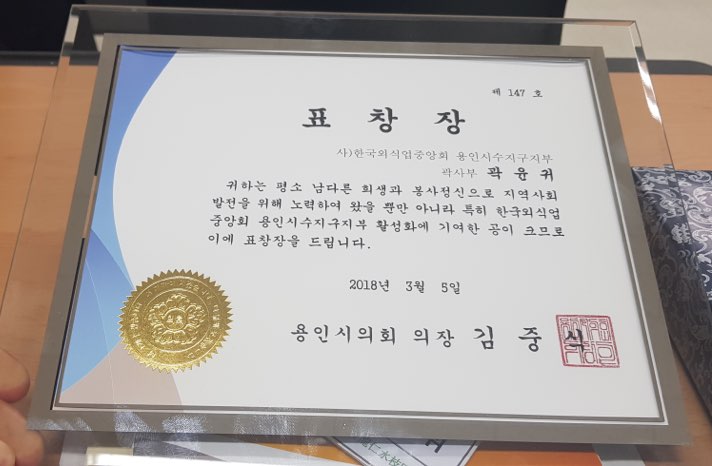 제 147 호
표 창 장
사)한국외식업중앙회 용인시수지구지부
곽사부 곽 윤 귀
귀하는 평소 남다른 희생과 봉사정신으로 지역사회
발전을 위해 노력하여 왔을 뿐만 아니라 특히 한국외식업
중앙회 용인시수지구지부 활성화에 기여한 공이 크므로
이에 표창장을 드립니다.
2018년 3월 5일
용인시의회 의장 김 중 식